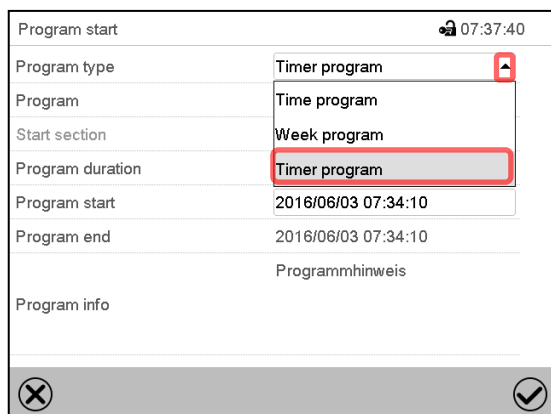 Program start 07:37:40
Program type Timer program
Program Time program
Start section Week program
Program duration Timer program
Program start 2016/06/03 07:34:10
Program end 2016/06/03 07:34:10
Programmhinweis
Program info